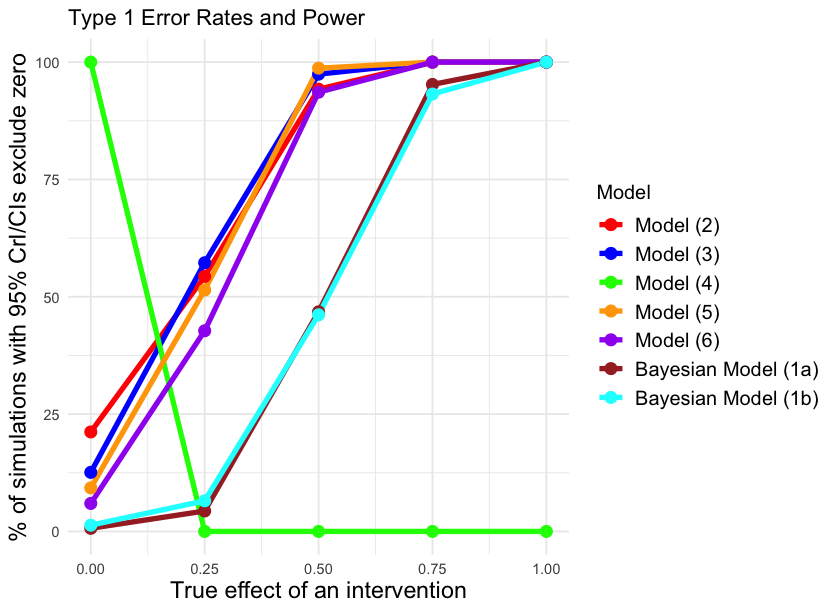 Type 1 Error Rates and Power
% of simulations with 95% CrI/CIs exclude zero
100
75
50
25
0
0.00
0.25
0.50
0.75
1.00
True effect of an intervention
Model
Model (2)
Model (3)
Model (4)
Model (5)
Model (6)
Bayesian Model (1a)
Bayesian Model (1b)